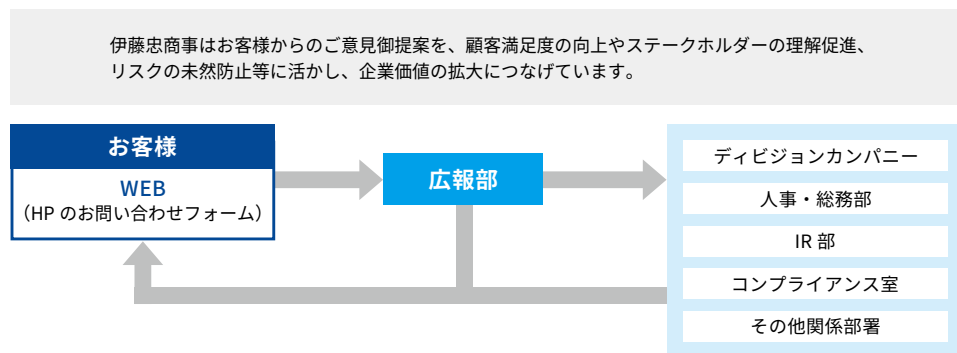 伊藤忠商事はお客様からのご意見御提案を、顧客満足度の向上やステークホルダーの理解促進、
リスクの未然防止等に活かし、企業価値の拡大につなげています。
お客様
WEB
（HP のお問い合わせフォーム）
広報部
ディビジョンカンパニー
人事・総務部
IR 部
コンプライアンス室
その他関係部署